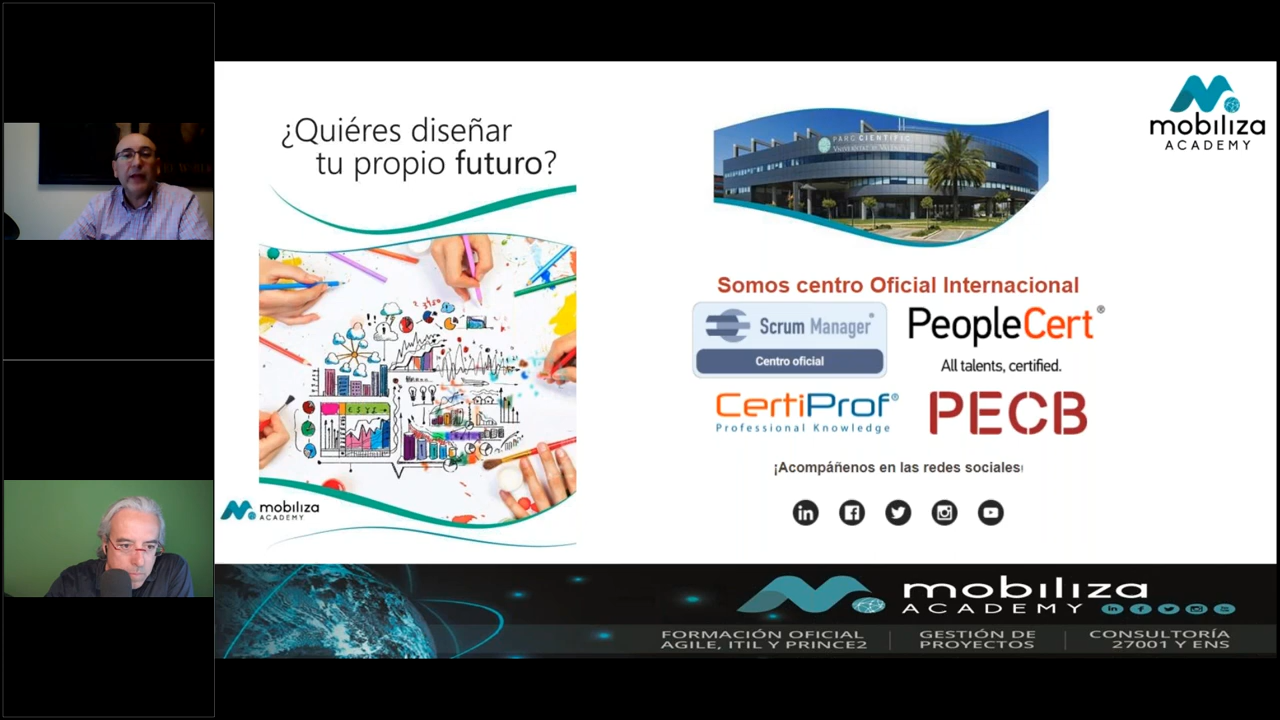 ¿Quiéres diseñar
tu propio futuro?
mobiliza
ACADEMY
PARC CIENTÍFIC
mobiliza
ACADEMY
Somos centro Oficial Internacional
Scrum Manager®
Centro oficial
PeopleCert®
All talents, certified.
CertiProf®
Professional Knowledge
PECB
¡Acompáñenos en las redes sociales!
mobiliza
ACADEMY
FORMACIÓN OFICIAL
AGILE, ITIL Y PRINCE2
GESTIÓN DE
PROYECTOS
CONSULTORÍA
27001 Y ENS